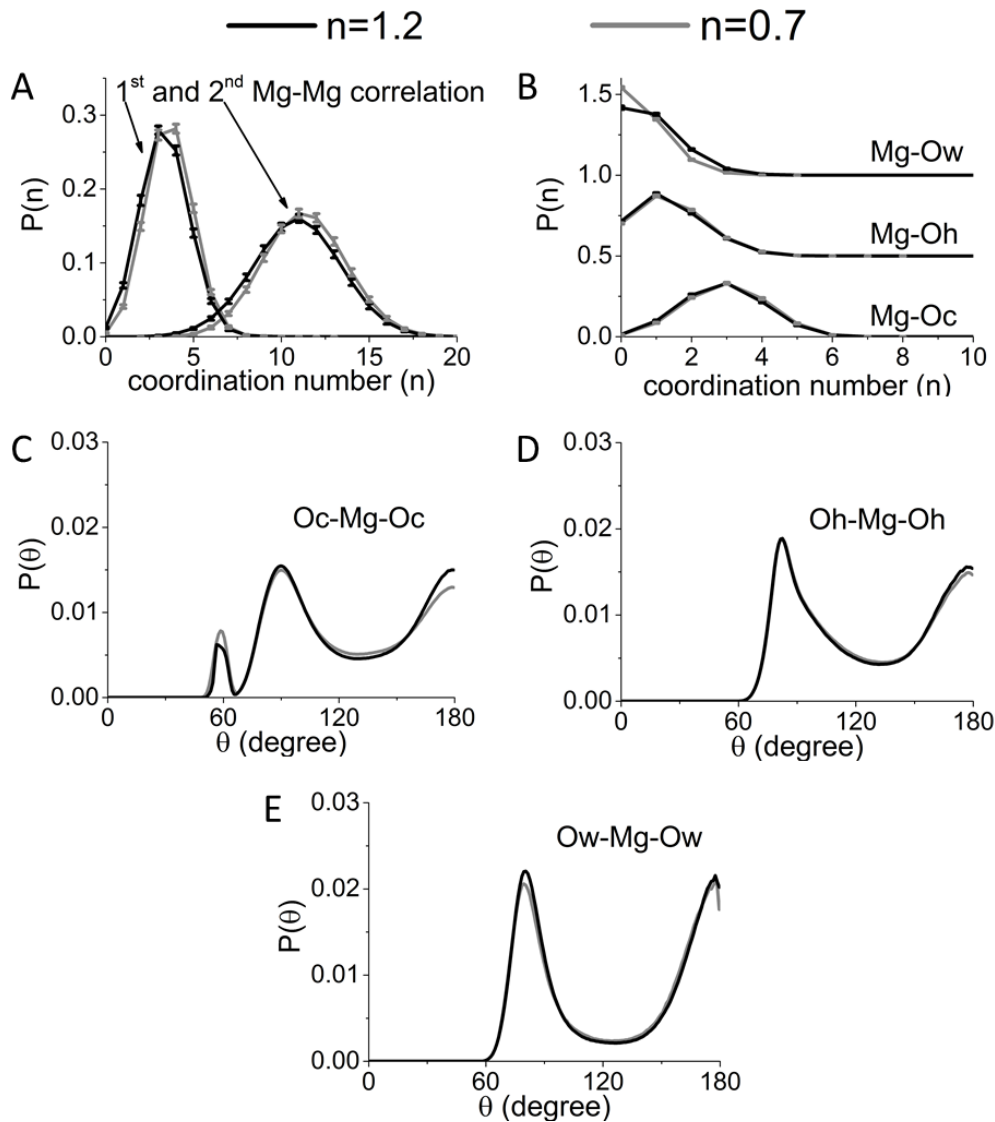 n=1.2 n=0.7
A
1st and 2nd Mg-Mg correlation
P(n)
0.3
0.2
0.1
0.0
0 5 10 15 20
coordination number (n)
B
P(n)
1.5
1.0
0.5
0.0
Mg-Ow
Mg-Oh
Mg-Oc
0 2 4 6 8 10
coordination number (n)
C
P(θ)
0.03
0.02
0.01
0.00
Oc-Mg-Oc
0 60 120 180
θ (degree)
D
P(θ)
0.03
0.02
0.01
0.00
Oh-Mg-Oh
0 60 120 180
θ (degree)
E
P(θ)
0.03
0.02
0.01
0.00
Ow-Mg-Ow
0 60 120 180
θ (degree)